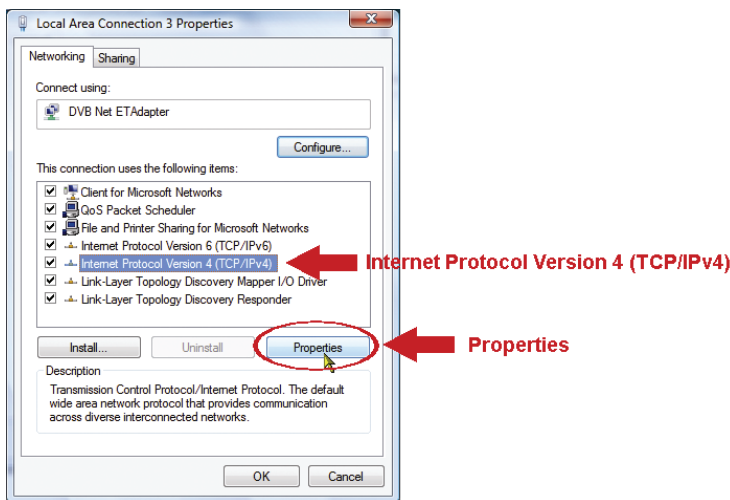 Local Area Connection 3 Properties
Networking Sharing
Connect using:
DVB Net ETAdapter
Configure...
This connection uses the following items:
Client for Microsoft Networks
QoS Packet Scheduler
File and Printer Sharing for Microsoft Networks
Internet Protocol Version 6 (TCP/IPv6)
Internet Protocol Version 4 (TCP/IPv4) Internet Protocol Version 4 (TCP/IPv4)
Link-Layer Topology Discovery Mapper I/O Driver
Link-Layer Topology Discovery Responder
Install... Uninstall Properties Properties
Description
Transmission Control Protocol/Internet Protocol. The default
wide area network protocol that provides communication
across diverse interconnected networks.
OK Cancel